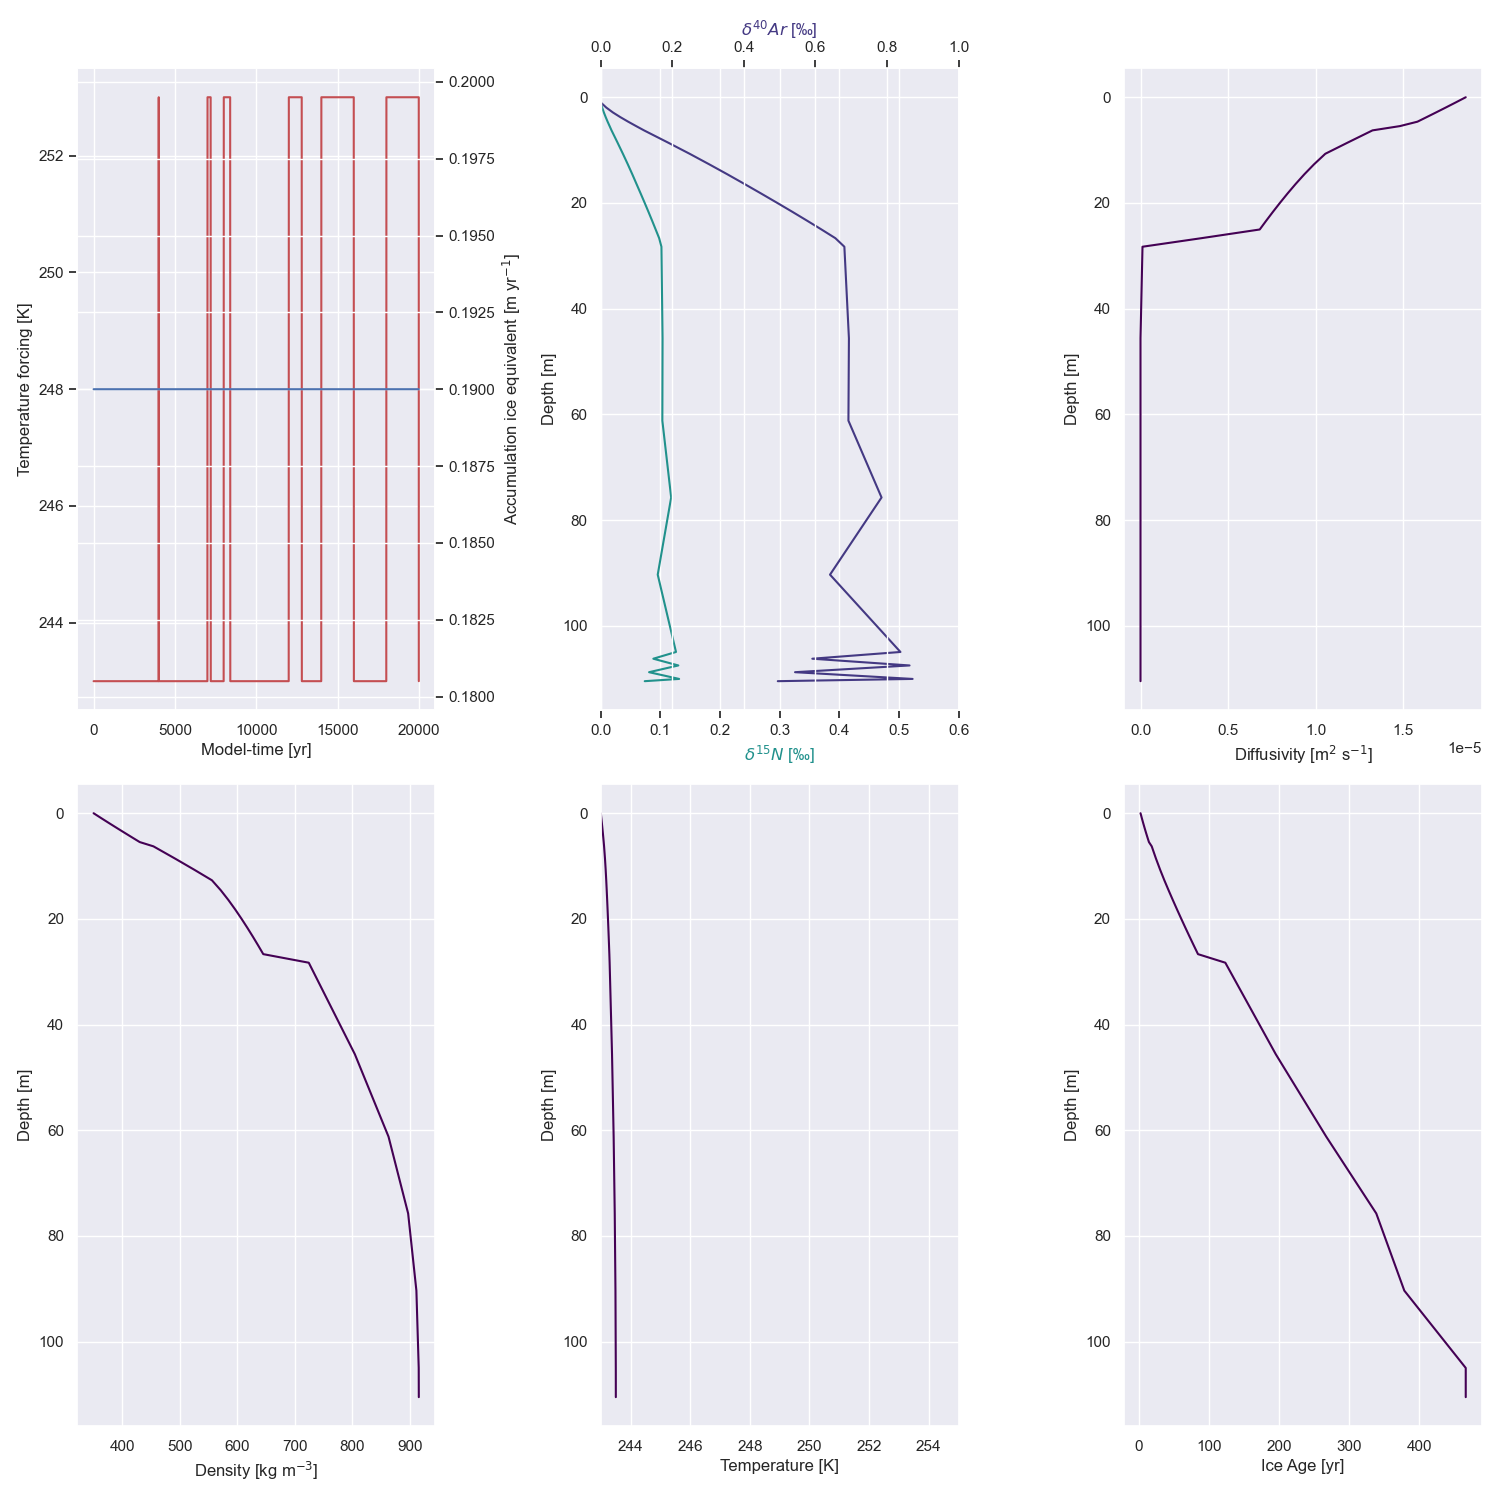 δ⁴⁰Ar [‰]
0.0 0.2 0.4 0.6 0.8 1.0
252
250
248
246
244
Temperature forcing [K]
0.2000
0.1975
0.1950
0.1925
0.1900
0.1875
0.1850
0.1825
0.1800
Accumulation ice equivalent [m yr⁻¹]
0 5000 10000 15000 20000
Model-time [yr]
0
20
40
60
80
100
Depth [m]
0.0 0.1 0.2 0.3 0.4 0.5 0.6
δ¹⁵N [‰]
0
20
40
60
80
100
Depth [m]
0.0 0.5 1.0 1.5
1e−5
Diffusivity [m² s⁻¹]
0
20
40
60
80
100
Depth [m]
400 500 600 700 800 900
Density [kg m⁻³]
0
20
40
60
80
100
Depth [m]
244 246 248 250 252 254
Temperature [K]
0
20
40
60
80
100
Depth [m]
0 100 200 300 400
Ice Age [yr]